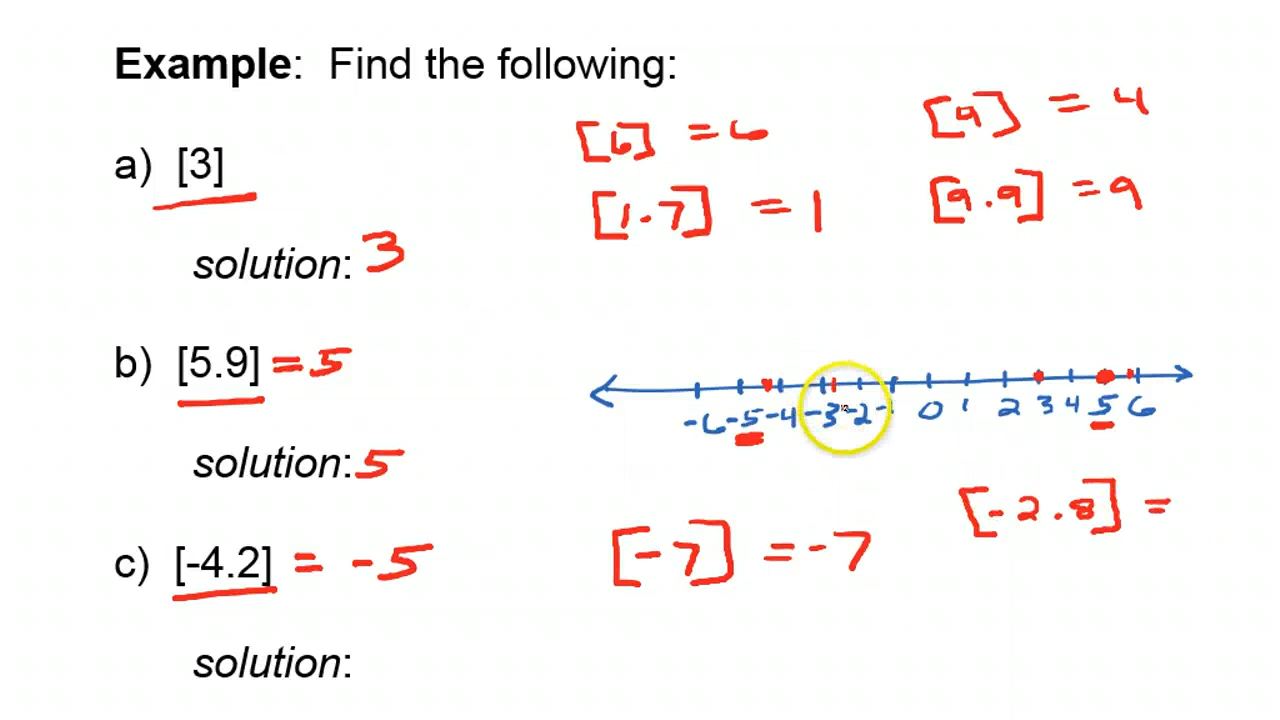 Example: Find the following:
a) [3]
solution: 3
b) [5.9] = 5
solution: 5
c) [-4.2] = -5
solution:
[6] = 6
[1.7] = 1
[9] = 4
[9.9] = 9
-6 -5 -4 -3 -2 -1 0 1 2 3 4 5 6
[-7] = -7
[-2.8] =